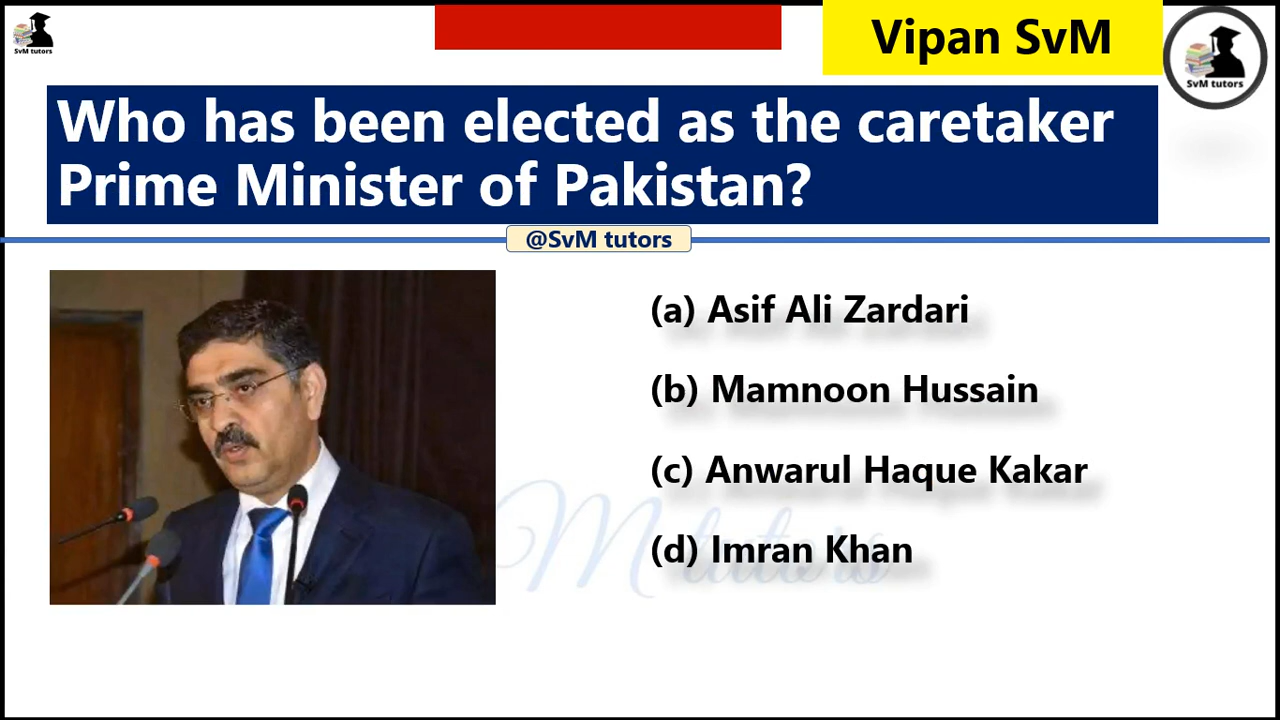 SvM tutors
Vipan SvM
SvM tutors
Who has been elected as the caretaker
Prime Minister of Pakistan?
@SvM tutors
(a) Asif Ali Zardari
(b) Mamnoon Hussain
(c) Anwarul Haque Kakar
(d) Imran Khan
M tutors